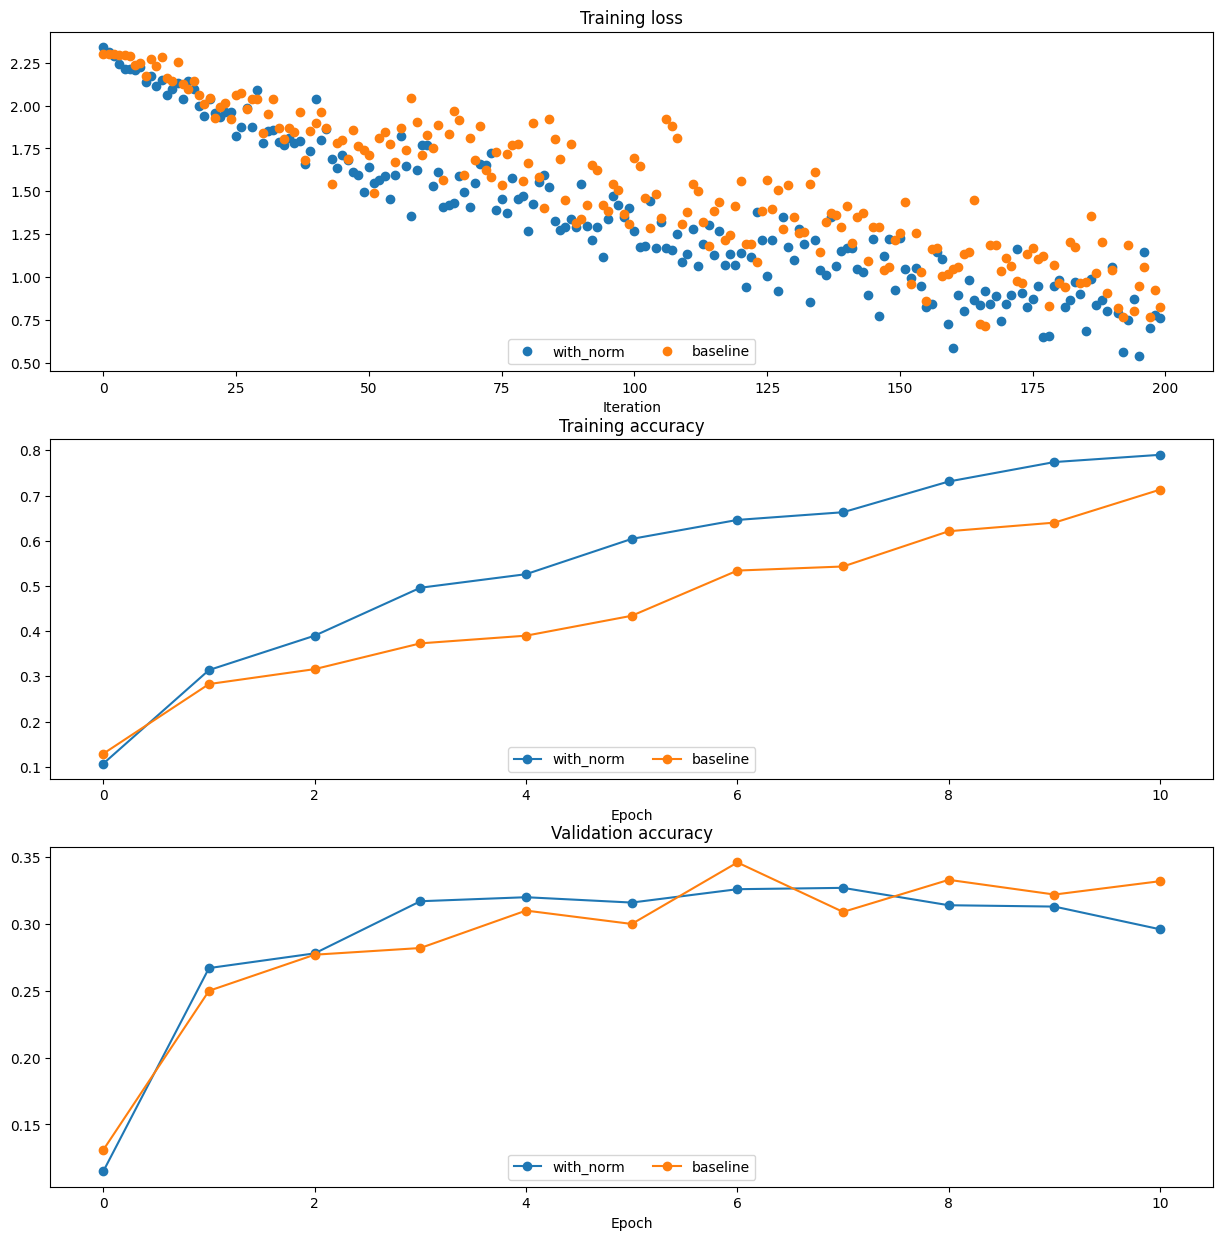 Training loss
2.25
2.00
1.75
1.50
1.25
1.00
0.75
0.50
with_norm baseline
0 25 50 75 100 125 150 175 200
Iteration
Training accuracy
0.8
0.7
0.6
0.5
0.4
0.3
0.2
0.1
with_norm baseline
0 2 4 6 8 10
Epoch
Validation accuracy
0.35
0.30
0.25
0.20
0.15
with_norm baseline
0 2 4 6 8 10
Epoch